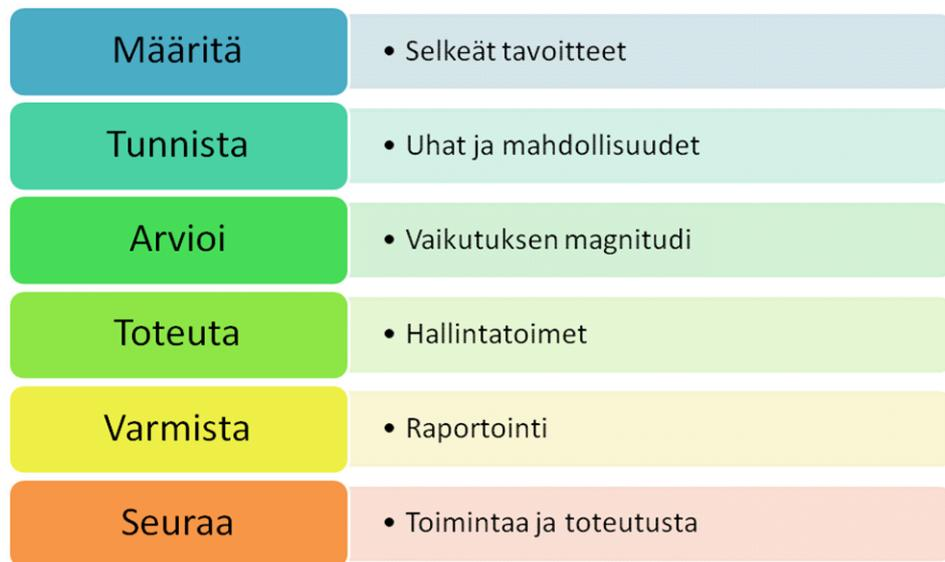 Määritä
• Selkeät tavoitteet
Tunnista
• Uhat ja mahdollisuudet
Arvioi
• Vaikutuksen magnitudi
Toteuta
• Hallintatoimet
Varmista
• Raportointi
Seuraa
• Toimintaa ja toteutusta